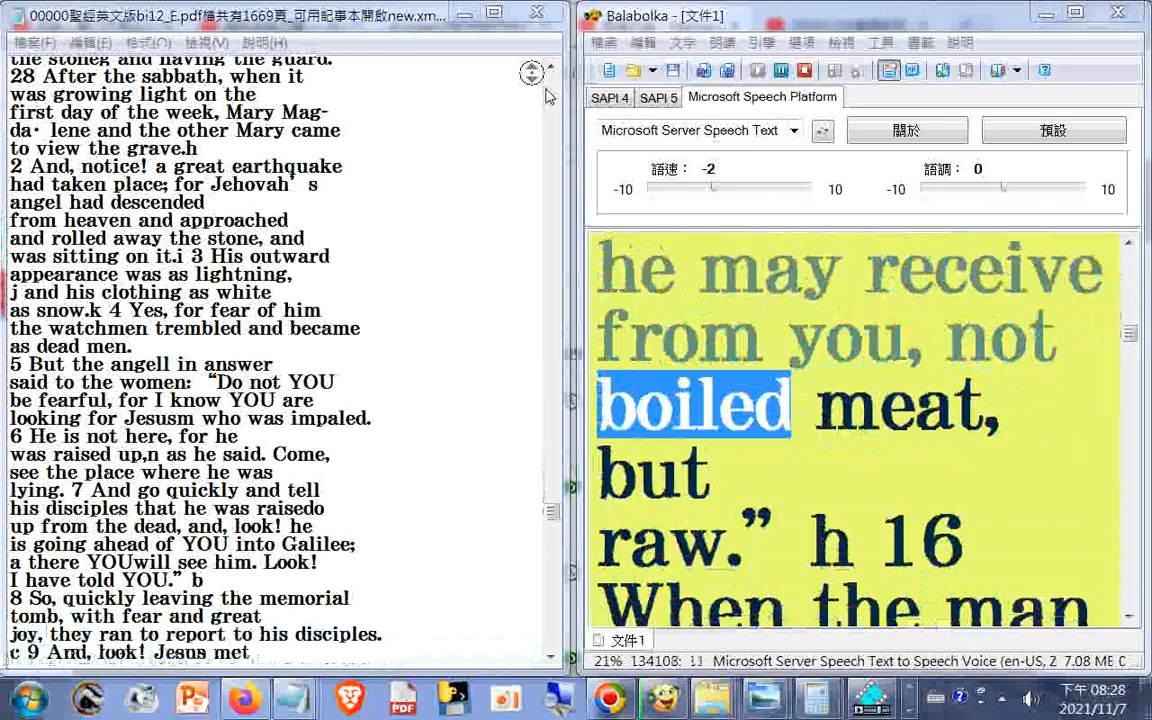 00000聖經英文版bi12_E.pdf檔共有1669頁_可用記事本開啟new.xm...
檔案(F) 編輯(E) 格式(O) 檢視(V) 說明(H)
the stoneg and having the guard.
28 After the sabbath, when it
was growing light on the
first day of the week, Mary Mag-
da· lene and the other Mary came
to view the grave.h
2 And, notice! a great earthquake
had taken place; for Jehovah’s
angel had descended
from heaven and approached
and rolled away the stone, and
was sitting on it.i 3 His outward
appearance was as lightning,
j and his clothing as white
as snow.k 4 Yes, for fear of him
the watchmen trembled and became
as dead men.
5 But the angell in answer
said to the women: “Do not YOU
be fearful, for I know YOU are
looking for Jesusm who was impaled.
6 He is not here, for he
was raised up,n as he said. Come,
see the place where he was
lying. 7 And go quickly and tell
his disciples that he was raisedo
up from the dead, and, look! he
is going ahead of YOU into Galilee;
a there YOUwill see him. Look!
I have told YOU.” b
8 So, quickly leaving the memorial
tomb, with fear and great
joy, they ran to report to his disciples.
c 9 And, look! Jesus met
Balabolka - [文件1]
檔案 編輯 文字 朗讀 引擎 選項 檢視 工具 書籤 說明
SAPI 4 SAPI 5 Microsoft Speech Platform
Microsoft Server Speech Text 關於 預設
語速: -2 語調: 0
-10 10 -10 10
he may receive
from you, not
boiled meat,
but
raw.” h 16
When the man
文件1
21% 134108: 11 Microsoft Server Speech Text to Speech Voice (en-US, 2 7.08 MB
PDF
下午 08:28
2021/11/7